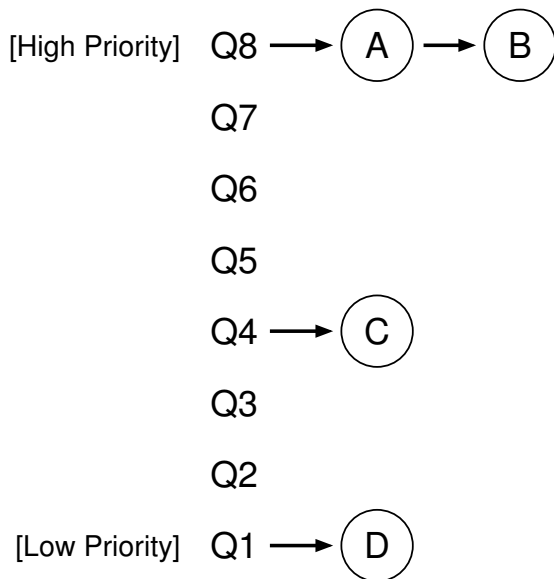 [High Priority] Q8 A B
Q7
Q6
Q5
Q4 C
Q3
Q2
[Low Priority] Q1 D